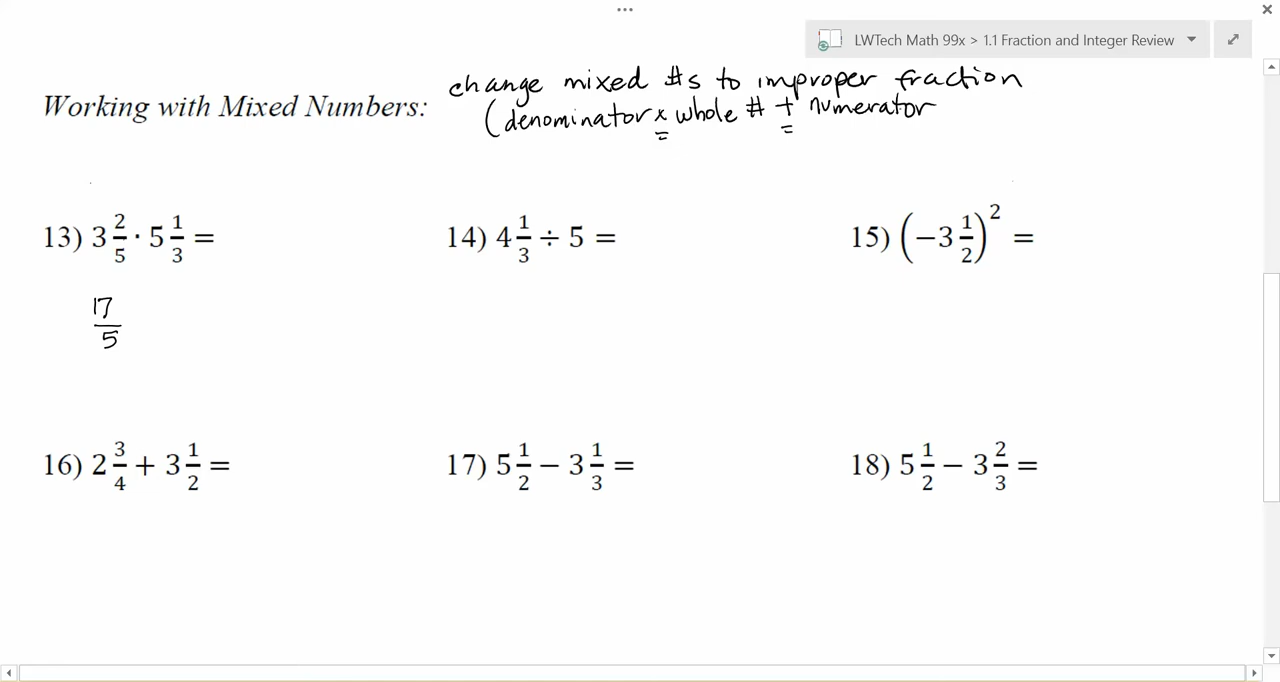 LWTech Math 99x > 1.1 Fraction and Integer Review
change mixed #s to improper fraction
Working with Mixed Numbers:
(denominator x whole # + numerator
13) 3 2/5 · 5 1/3 =
14) 4 1/3 ÷ 5 =
15) (−3 1/2)² =
17/5
16) 2 3/4 + 3 1/2 =
17) 5 1/2 − 3 1/3 =
18) 5 1/2 − 3 2/3 =